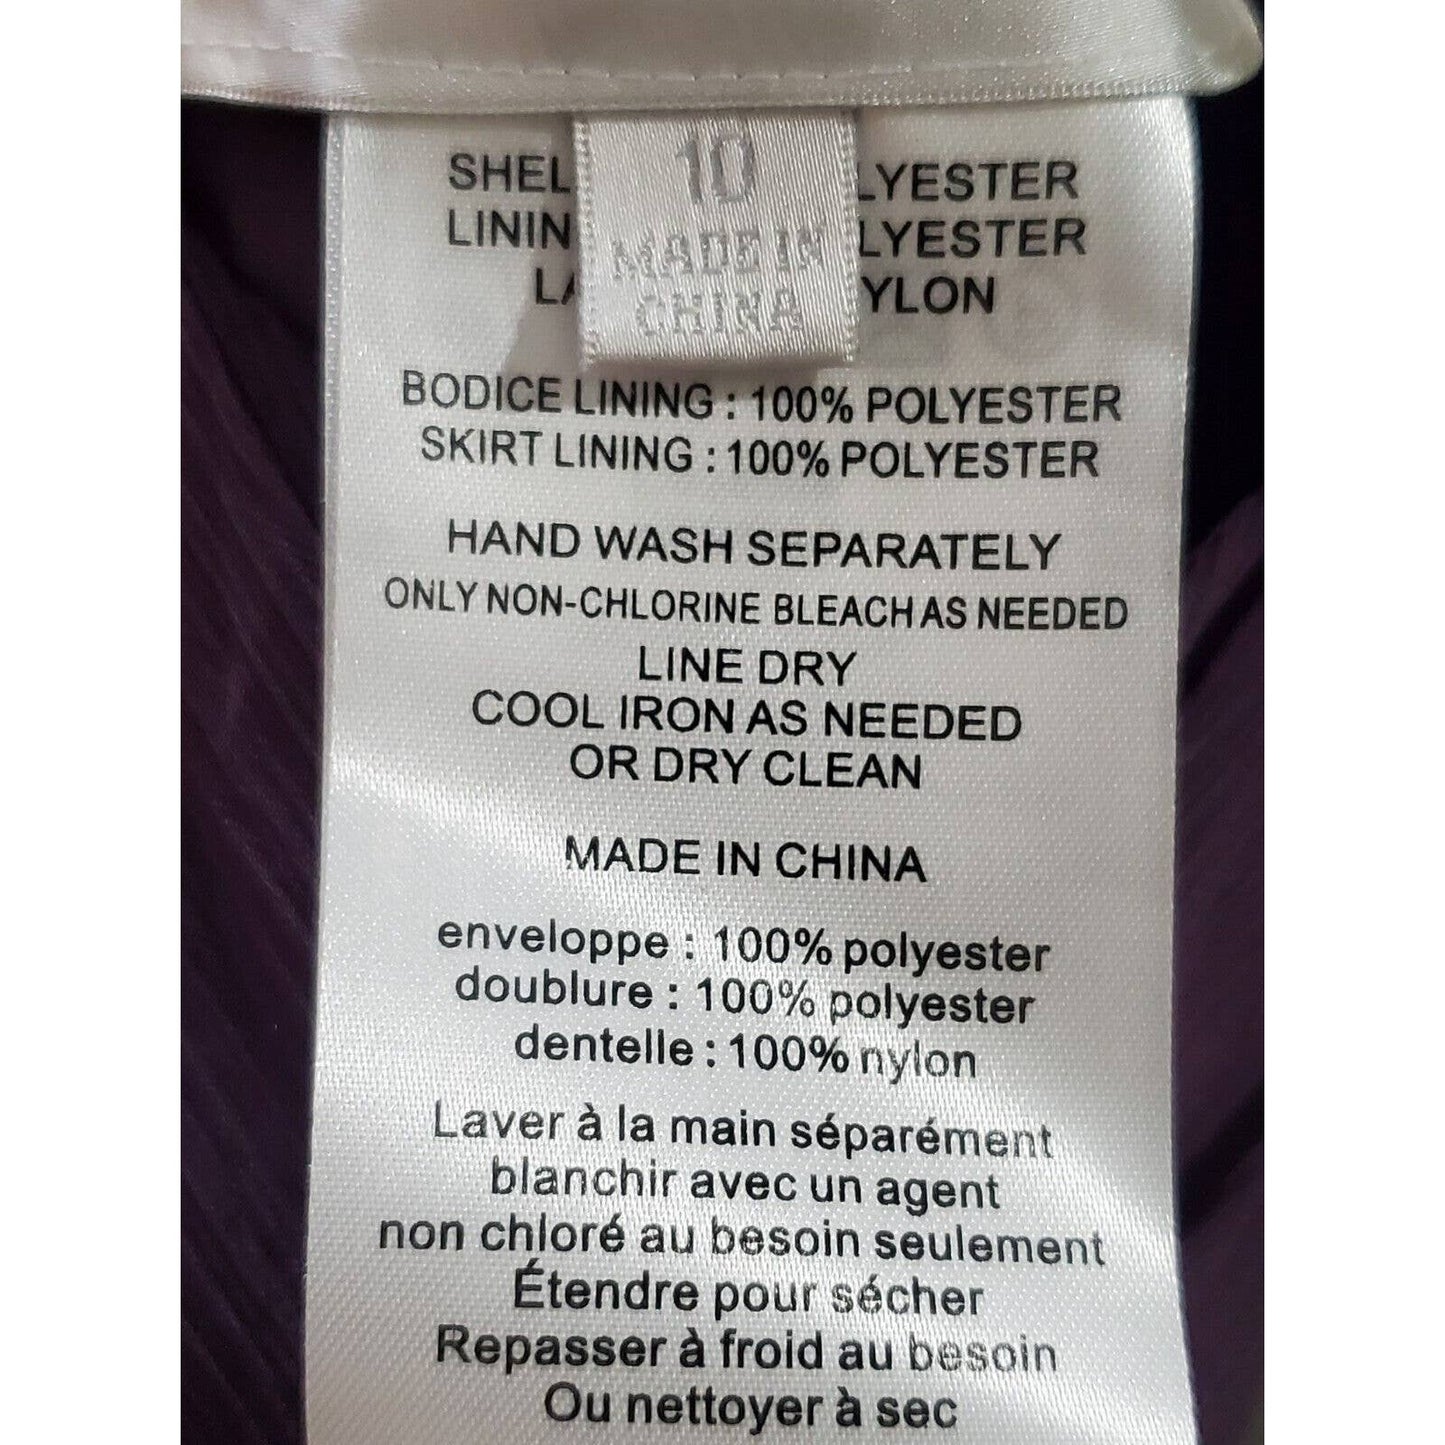 10
MADE IN
CHINA
SHEL LYESTER
LININ LYESTER
LA YLON
BODICE LINING : 100% POLYESTER
SKIRT LINING : 100% POLYESTER
HAND WASH SEPARATELY
ONLY NON-CHLORINE BLEACH AS NEEDED
LINE DRY
COOL IRON AS NEEDED
OR DRY CLEAN
MADE IN CHINA
enveloppe : 100% polyester
doublure : 100% polyester
dentelle : 100% nylon
Laver à la main séparément
blanchir avec un agent
non chloré au besoin seulement
Étendre pour sécher
Repasser à froid au besoin
Ou nettoyer à sec